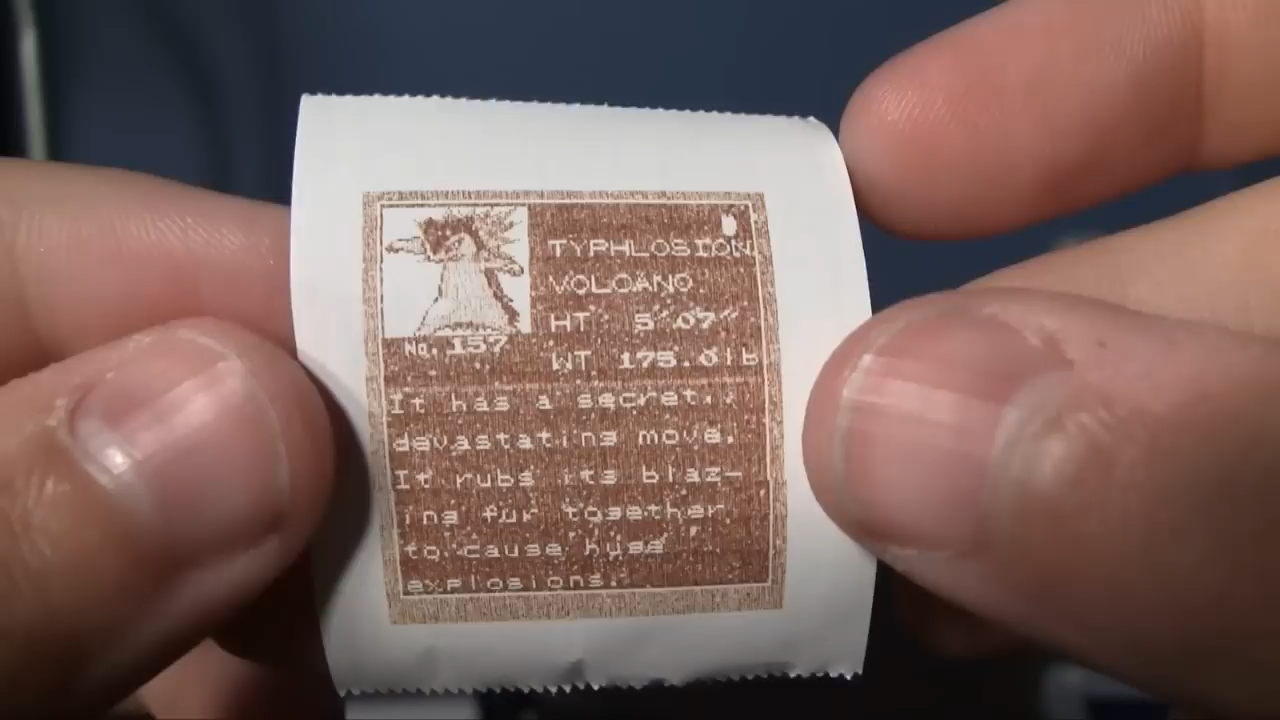 TYPHLOSION
VOLCANO
HT 5'07"
No. 157
WT 175.0lb
It has a secret,
devastating move.
It rubs its blaz-
ing fur together
to cause huge
explosions.